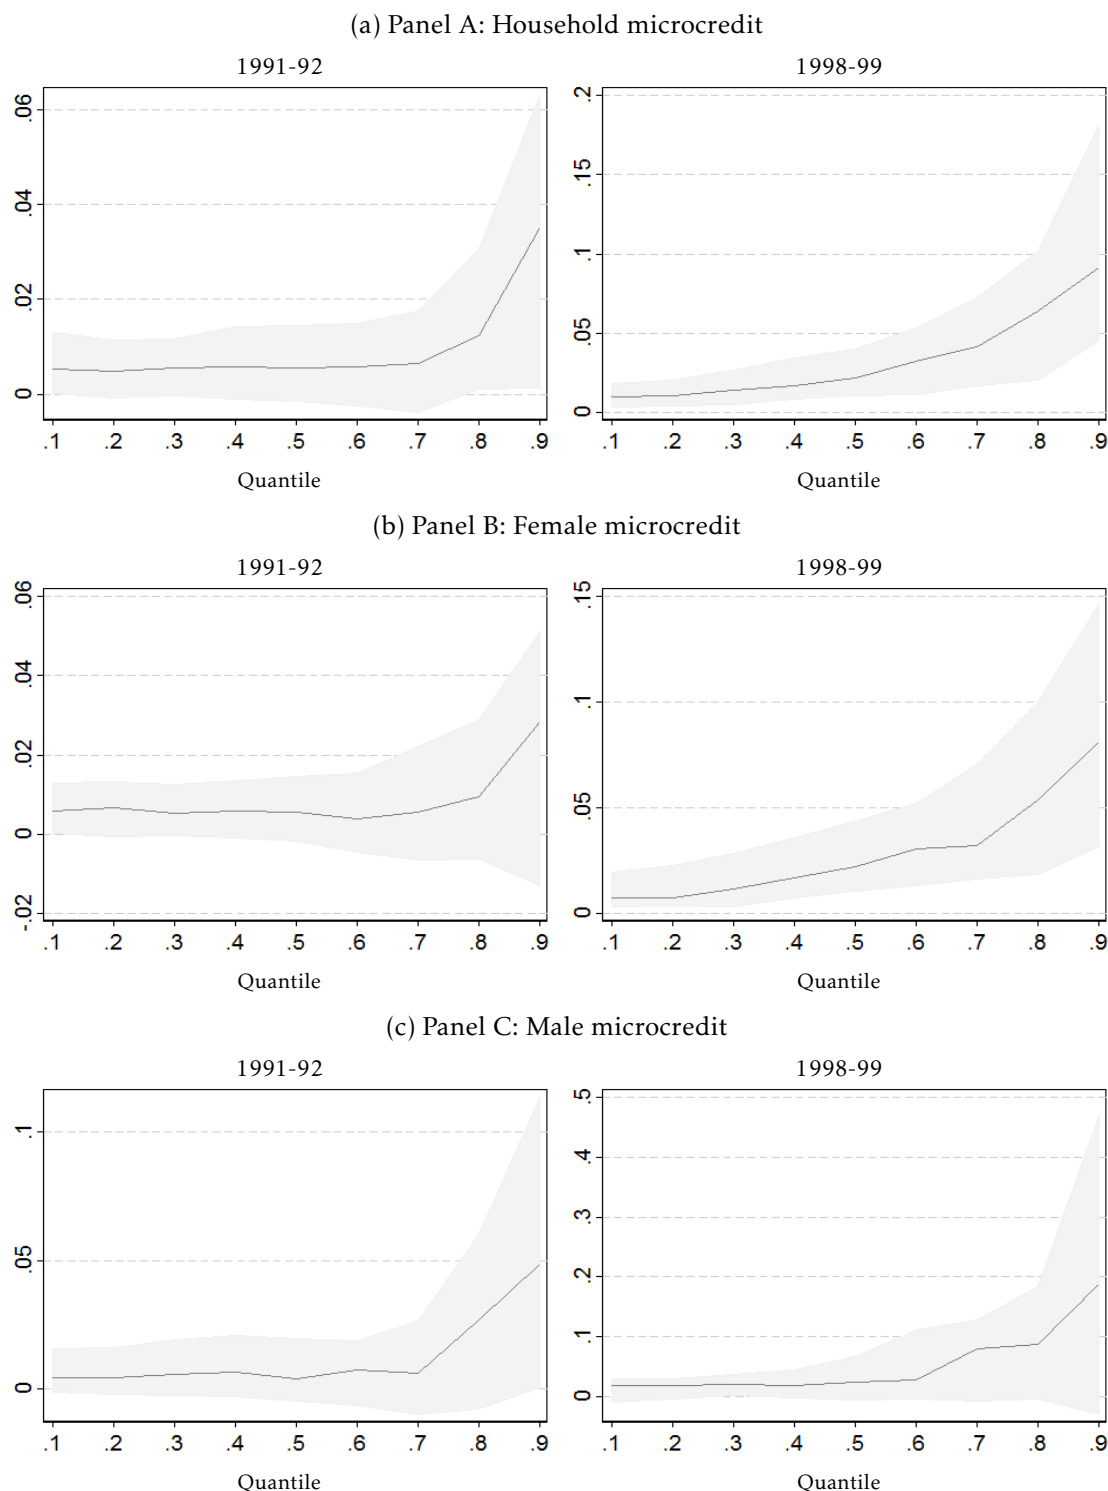 (a) Panel A: Household microcredit
1991-92
.06
.04
.02
0
.1 .2 .3 .4 .5 .6 .7 .8 .9
Quantile
1998-99
.2
.15
.1
.05
0
.1 .2 .3 .4 .5 .6 .7 .8 .9
Quantile
(b) Panel B: Female microcredit
1991-92
.06
.04
.02
0
-.02
.1 .2 .3 .4 .5 .6 .7 .8 .9
Quantile
1998-99
.15
.1
.05
0
.1 .2 .3 .4 .5 .6 .7 .8 .9
Quantile
(c) Panel C: Male microcredit
1991-92
.1
.05
0
.1 .2 .3 .4 .5 .6 .7 .8 .9
Quantile
1998-99
.5
.4
.3
.2
.1
0
.1 .2 .3 .4 .5 .6 .7 .8 .9
Quantile